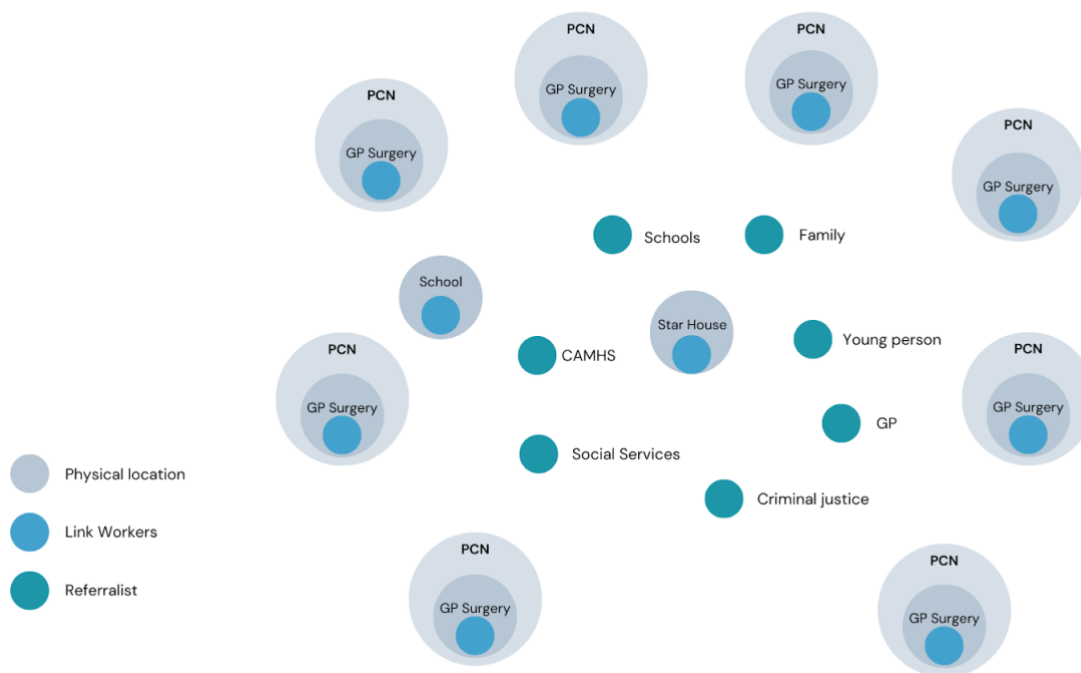 PCN
GP Surgery
PCN
GP Surgery
PCN
GP Surgery
PCN
GP Surgery
Schools
Family
School
Star House
Young person
CAMHS
PCN
GP Surgery
PCN
GP Surgery
GP
Social Services
Criminal justice
Physical location
Link Workers
Referralist
PCN
GP Surgery
PCN
GP Surgery